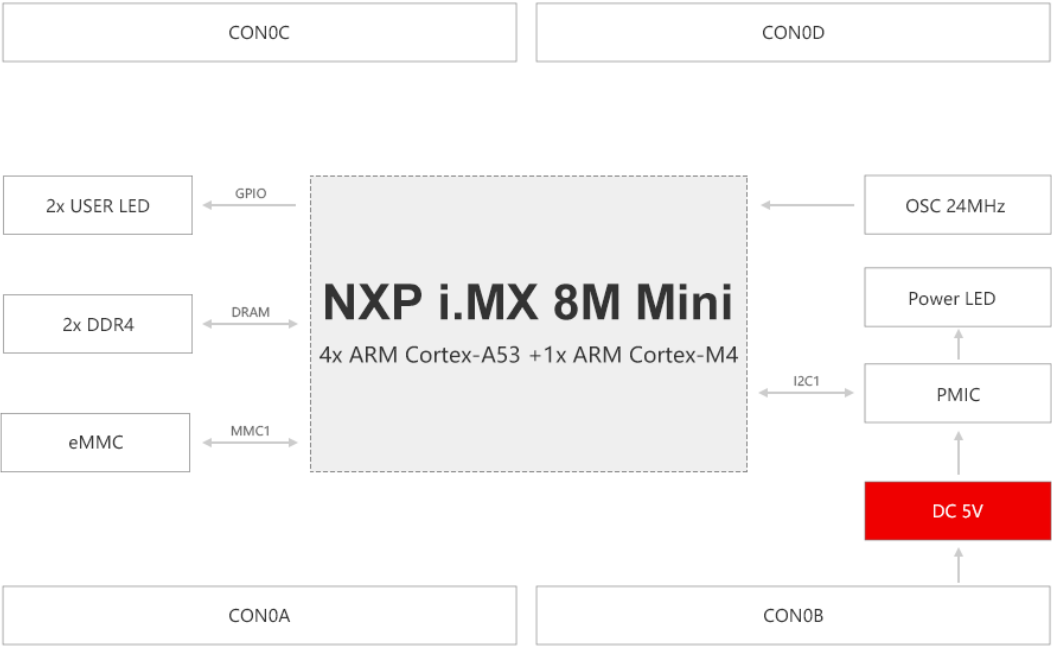 CON0C
CON0D
2x USER LED
GPIO
OSC 24MHz
NXP i.MX 8M Mini
4x ARM Cortex-A53 +1x ARM Cortex-M4
Power LED
2x DDR4
DRAM
I2C1
PMIC
eMMC
MMC1
DC 5V
CON0A
CON0B